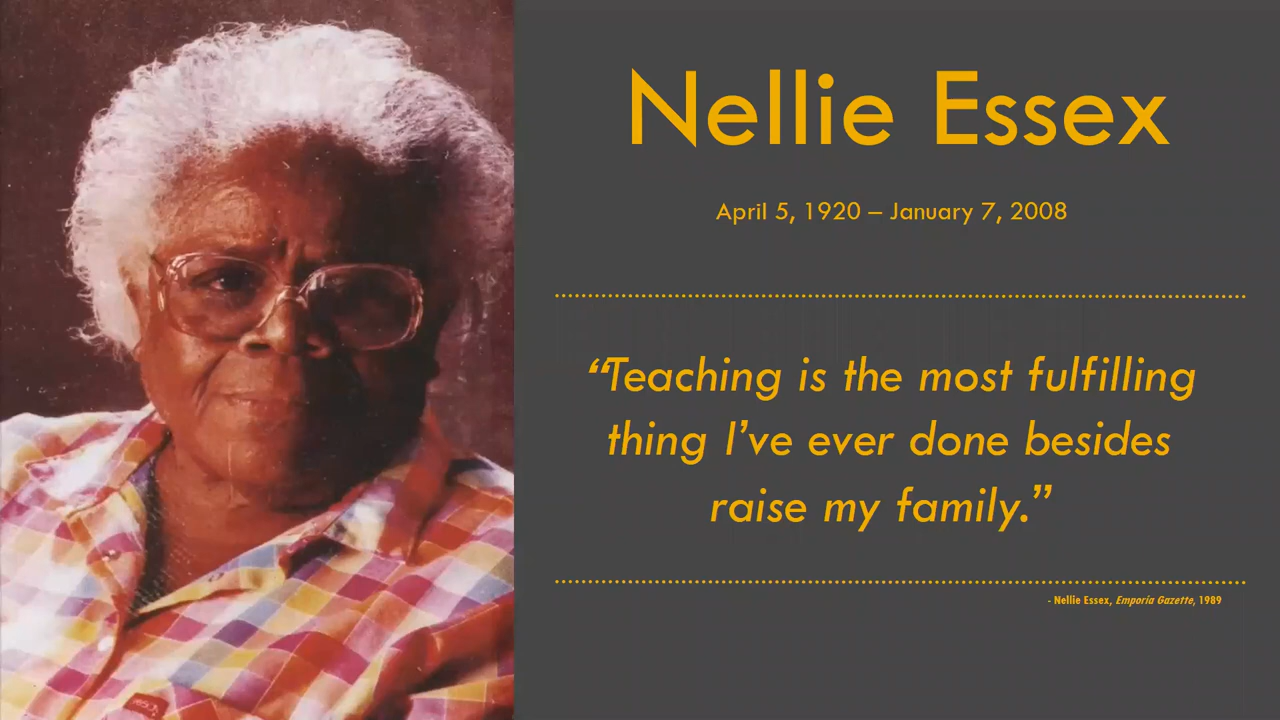 Nellie Essex
April 5, 1920 – January 7, 2008
“Teaching is the most fulfilling
thing I’ve ever done besides
raise my family.”
- Nellie Essex, Emporia Gazette, 1989